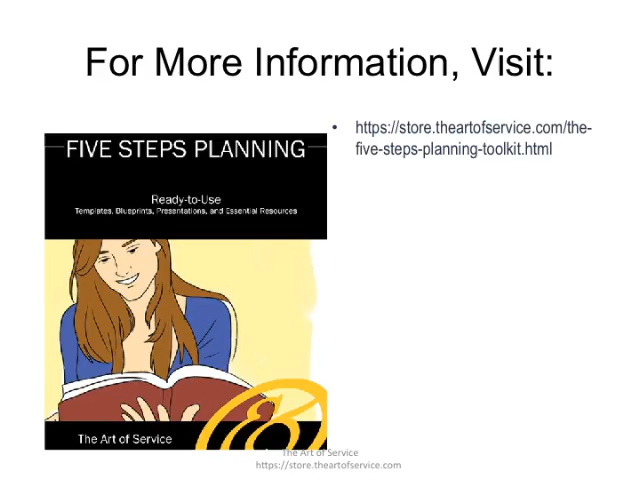 For More Information, Visit:
• https://store.theartofservice.com/the-
five-steps-planning-toolkit.html
FIVE STEPS PLANNING
Ready-to-Use
Templates, Blueprints, Presentations, and Essential Resources
The Art of Service
The Art of Service
https://store.theartofservice.com